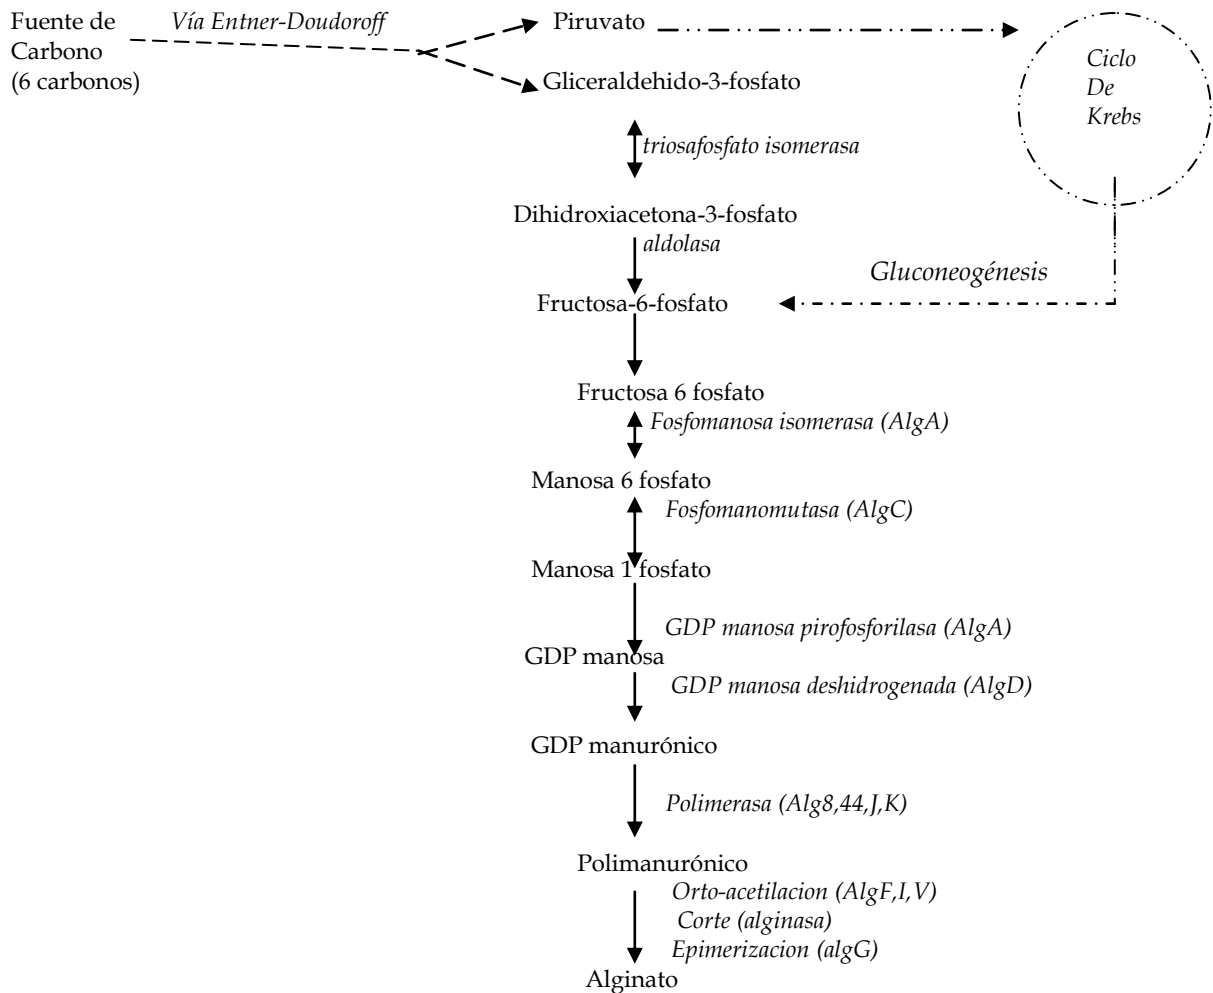 Fuente de
Carbono
(6 carbonos)
Vía Entner-Doudoroff
Piruvato
Gliceraldehido-3-fosfato
Ciclo
De
Krebs
triosafosfato isomerasa
Dihidroxiacetona-3-fosfato
aldolasa
Gluconeogénesis
Fructosa-6-fosfato
Fructosa 6 fosfato
Fosfomanosa isomerasa (AlgA)
Manosa 6 fosfato
Fosfomanomutasa (AlgC)
Manosa 1 fosfato
GDP manosa pirofosforilasa (AlgA)
GDP manosa
GDP manosa deshidrogenada (AlgD)
GDP manurónico
Polimerasa (Alg8,44,J,K)
Polimanurónico
Orto-acetilacion (AlgF,I,V)
Corte (alginasa)
Epimerizacion (algG)
Alginato